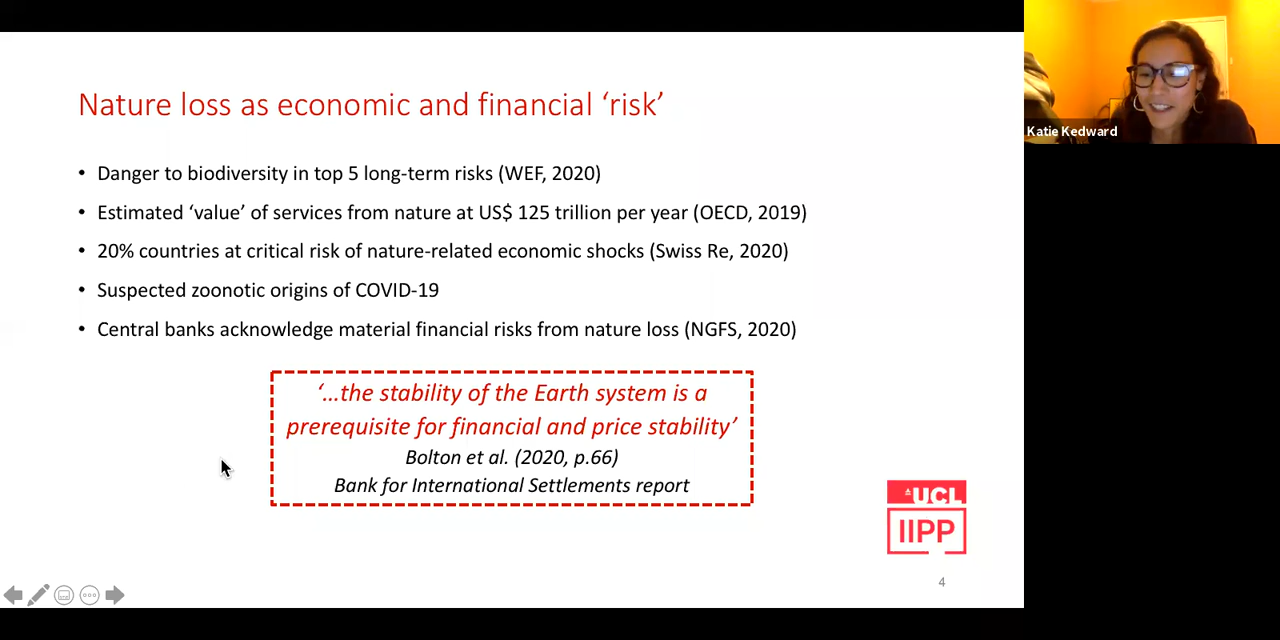 Nature loss as economic and financial ‘risk’
• Danger to biodiversity in top 5 long-term risks (WEF, 2020)
• Estimated ‘value’ of services from nature at US$ 125 trillion per year (OECD, 2019)
• 20% countries at critical risk of nature-related economic shocks (Swiss Re, 2020)
• Suspected zoonotic origins of COVID-19
• Central banks acknowledge material financial risks from nature loss (NGFS, 2020)
‘…the stability of the Earth system is a
prerequisite for financial and price stability’
Bolton et al. (2020, p.66)
Bank for International Settlements report
UCL
IIPP
4
Katie Kedward